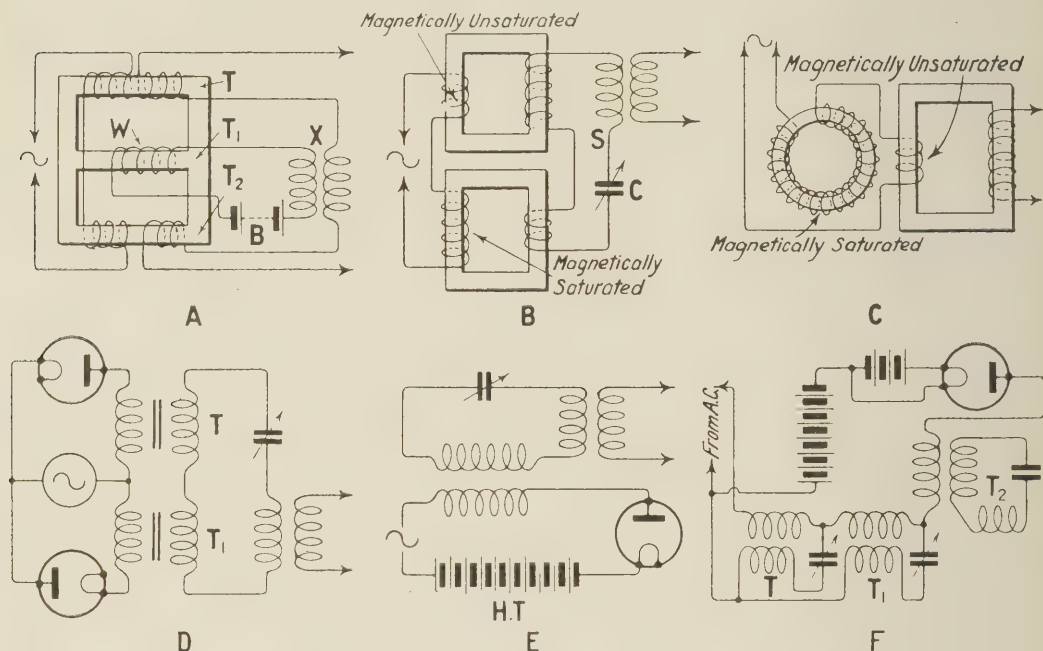 Magnetically Unsaturated
T
W
T1
X
T2
B
A
S
C
Magnetically
Saturated
B
Magnetically Unsaturated
Magnetically Saturated
C
T
T1
D
H.T
E
From A.C.
T2
T
T1
F